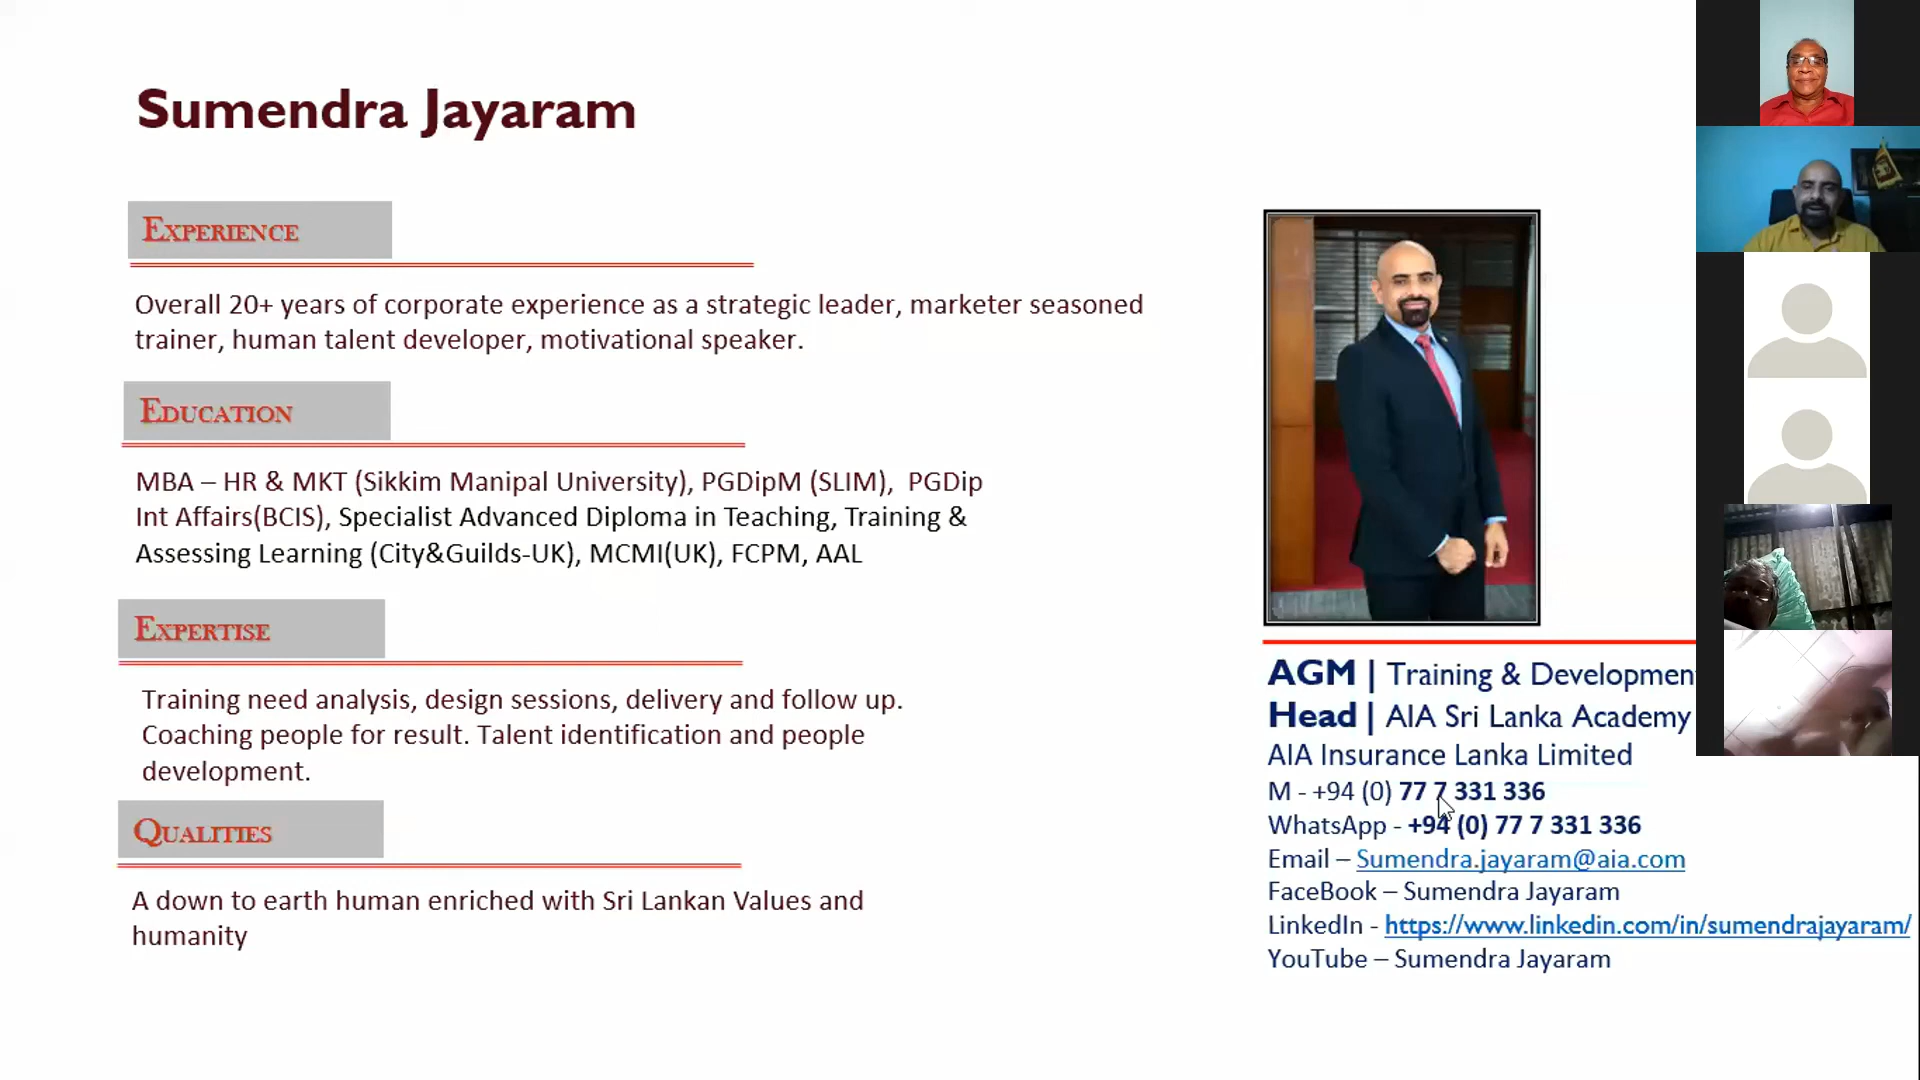 Sumendra Jayaram
EXPERIENCE
Overall 20+ years of corporate experience as a strategic leader, marketer seasoned
trainer, human talent developer, motivational speaker.
EDUCATION
MBA – HR & MKT (Sikkim Manipal University), PGDipM (SLIM),  PGDip
Int Affairs(BCIS), Specialist Advanced Diploma in Teaching, Training &
Assessing Learning (City&Guilds-UK), MCMI(UK), FCPM, AAL
EXPERTISE
Training need analysis, design sessions, delivery and follow up.
Coaching people for result. Talent identification and people
development.
QUALITIES
A down to earth human enriched with Sri Lankan Values and
humanity
AGM | Training & Developmen
Head | AIA Sri Lanka Academy
AIA Insurance Lanka Limited
M - +94 (0) 77 7 331 336
WhatsApp - +94 (0) 77 7 331 336
Email – Sumendra.jayaram@aia.com
FaceBook – Sumendra Jayaram
LinkedIn - https://www.linkedin.com/in/sumendrajayaram/
YouTube – Sumendra Jayaram